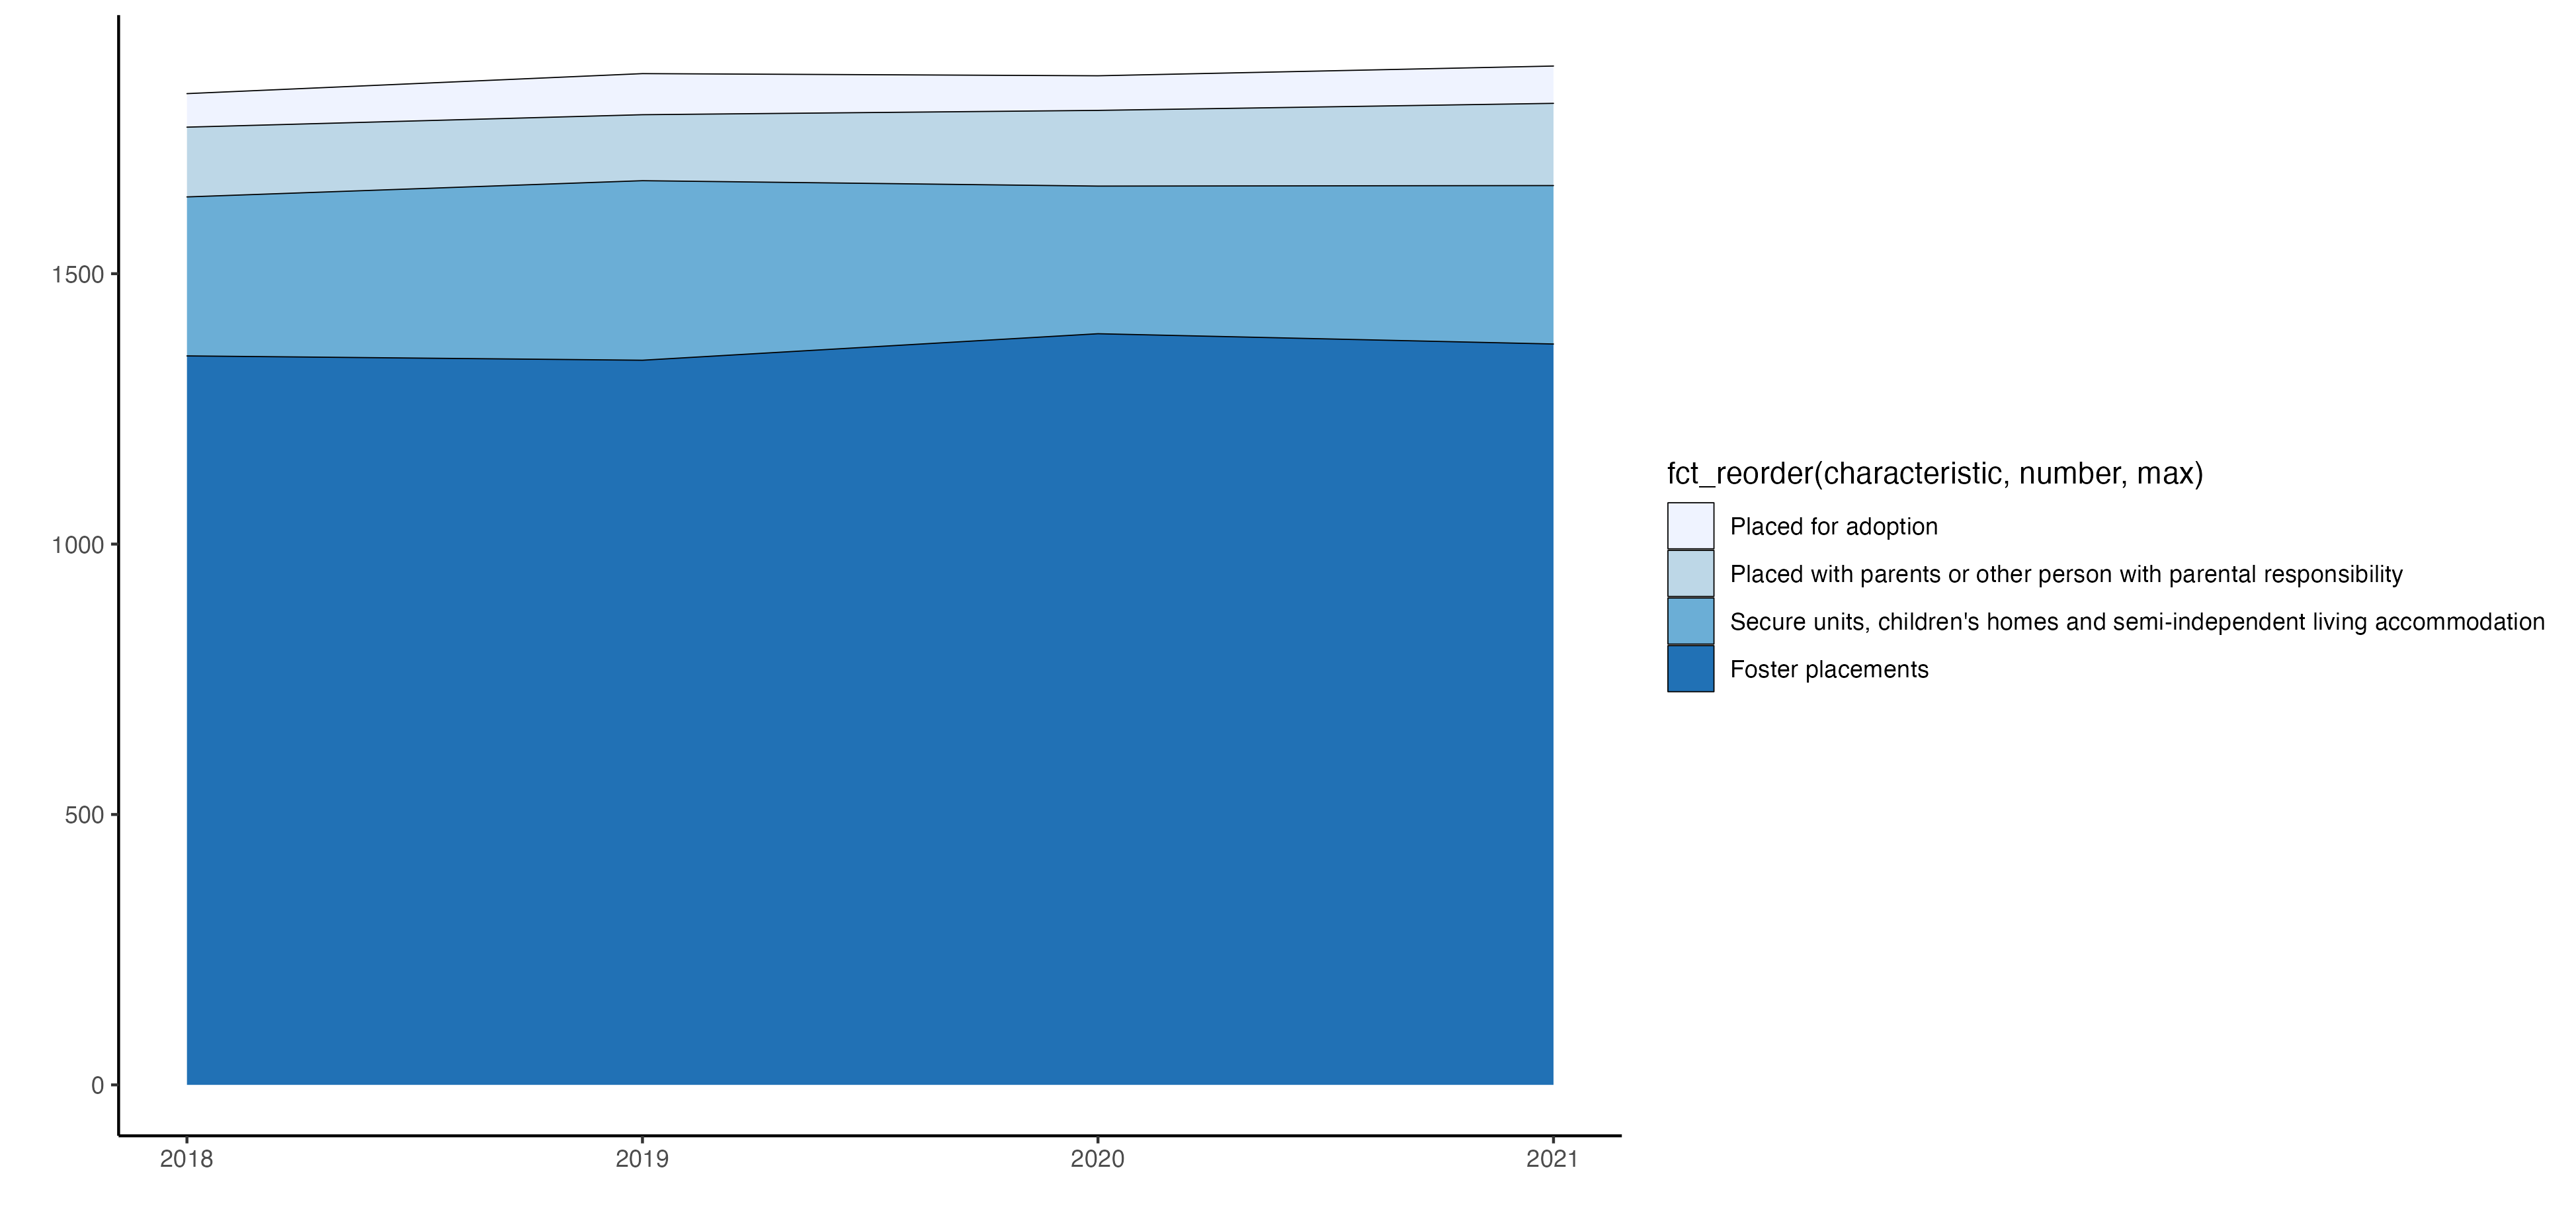 1500
1000
500
0
2018
2019
2020
2021
fct_reorder(characteristic, number, max)
Placed for adoption
Placed with parents or other person with parental responsibility
Secure units, children's homes and semi-independent living accommodation
Foster placements